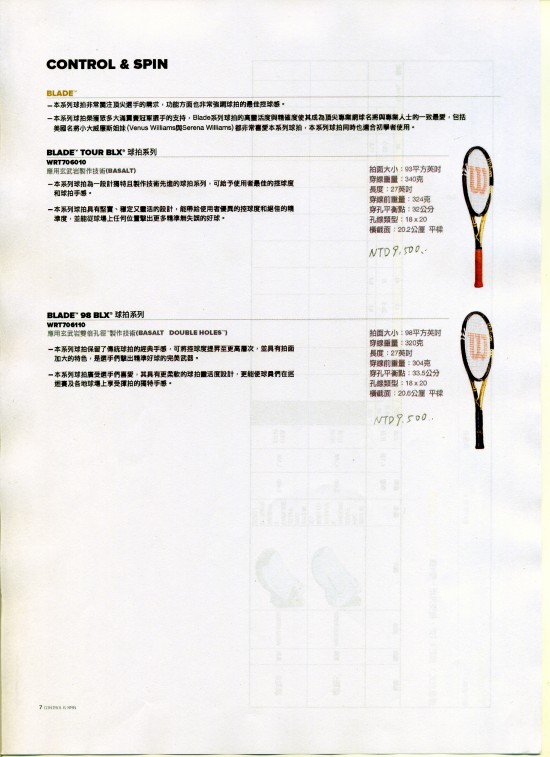 CONTROL & SPIN
BLADE™
－本系列球拍非常關注頂尖選手的需求，功能方面也非常強調球拍的最佳控球感。
－本系列球拍榮獲眾多大滿貫賽冠軍選手的支持，Blade系列球拍的高靈活度與精確度使其成為頂尖專業網球名將與專業人士的一致最愛，包括
美國名將小大威廉斯姐妹(Venus Williams與Serena Williams)都非常喜愛本系列球拍，本系列球拍同時也適合初學者使用。
BLADE™ TOUR BLX® 球拍系列
WRT706010
應用玄武岩製作技術(BASALT)
－本系列球拍為一設計獨特且製作技術先進的球拍系列，可給予使用者最佳的控球度
和球拍手感。
－本系列球拍具有堅實、穩定又靈活的設計，能帶給使用者優異的控球度和絕佳的精
準度，並能從球場上任何位置擊出更多精準無失誤的好球。
拍面大小：93平方英吋
穿線重量：340克
長度：27英吋
穿線前重量：324克
穿孔平衡點：32公分
孔線類型：18 x 20
橫截面：20.2公厘 平樑
NTD9,500..
BLADE™ 98 BLX® 球拍系列
WRT706110
應用玄武岩雙倍孔徑™製作技術(BASALT DOUBLE HOLES™)
－本系列球拍保留了傳統球拍的經典手感，可將控球度提昇至更高層次，並具有拍面
加大的特色，是選手們擊出精準好球的完美武器。
－本系列球拍廣受選手們喜愛，其具有更柔軟的球拍靈活度設計，更能使球員們在巡
迴賽及各地球場上享受揮拍的獨特手感。
拍面大小：98平方英吋
穿線重量：320克
長度：27英吋
穿線前重量：304克
穿孔平衡點：33.5公分
孔線類型：18 x 20
橫截面：20.6公厘 平樑
NTD9,500..
7 CONTROL & SPIN